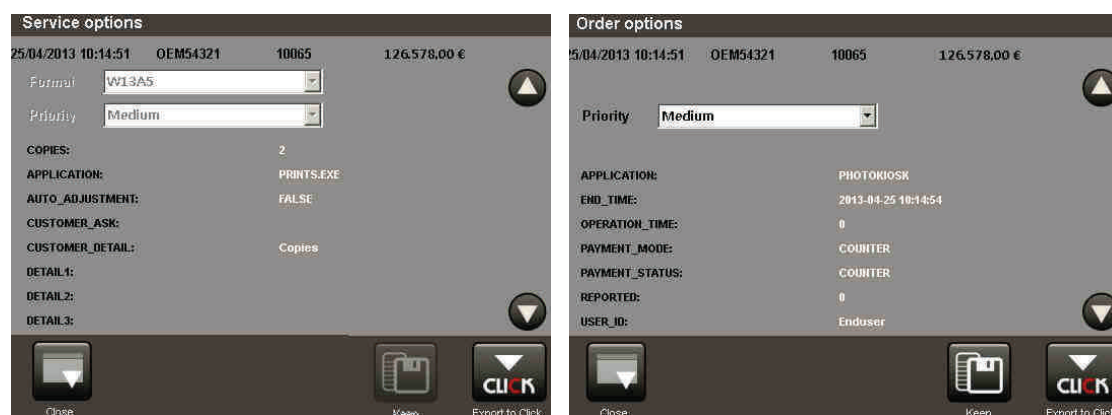 Service options
25/04/2013 10:14:51 OEM54321 10065 126.578,00 €
Format W13A5
Priority Medium
COPIES: 2
APPLICATION: PRINTS.EXE
AUTO_ADJUSTMENT: FALSE
CUSTOMER_ASK:
CUSTOMER_DETAIL: Copies
DETAIL1:
DETAIL2:
DETAIL3:
CLICK
Close Keep Export to Click
Order options
25/04/2013 10:14:51 OEM54321 10065 126.578,00 €
Priority Medium
APPLICATION: PHOTOKIOSK
END_TIME: 2013-04-25 10:14:54
OPERATION_TIME: 0
PAYMENT_MODE: COUNTER
PAYMENT_STATUS: COUNTER
REPORTED: 0
USER_ID: Enduser
CLICK
Close Keep Export to Click